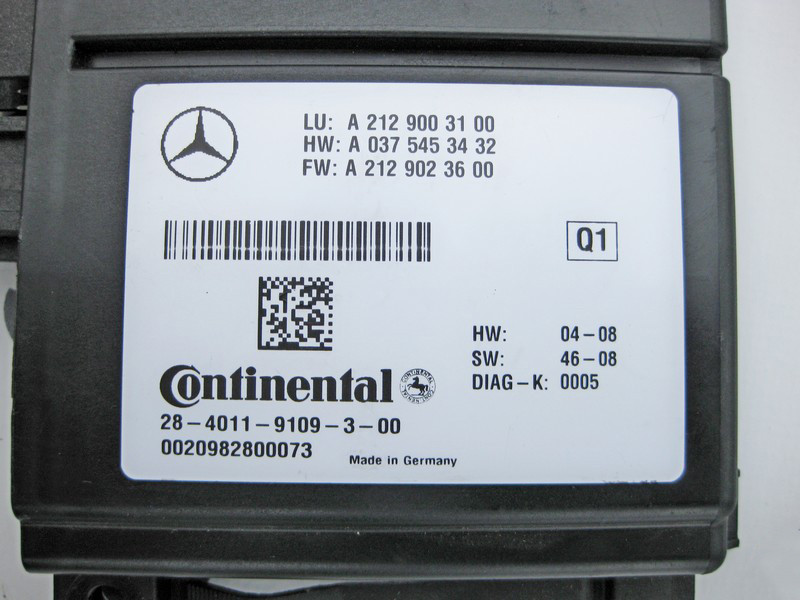 LU: A 212 900 31 00
HW: A 037 545 34 32
FW: A 212 902 36 00
Q1
HW: 04-08
SW: 46-08
DIAG-K: 0005
Continental
28-4011-9109-3-00
0020982800073
Made in Germany